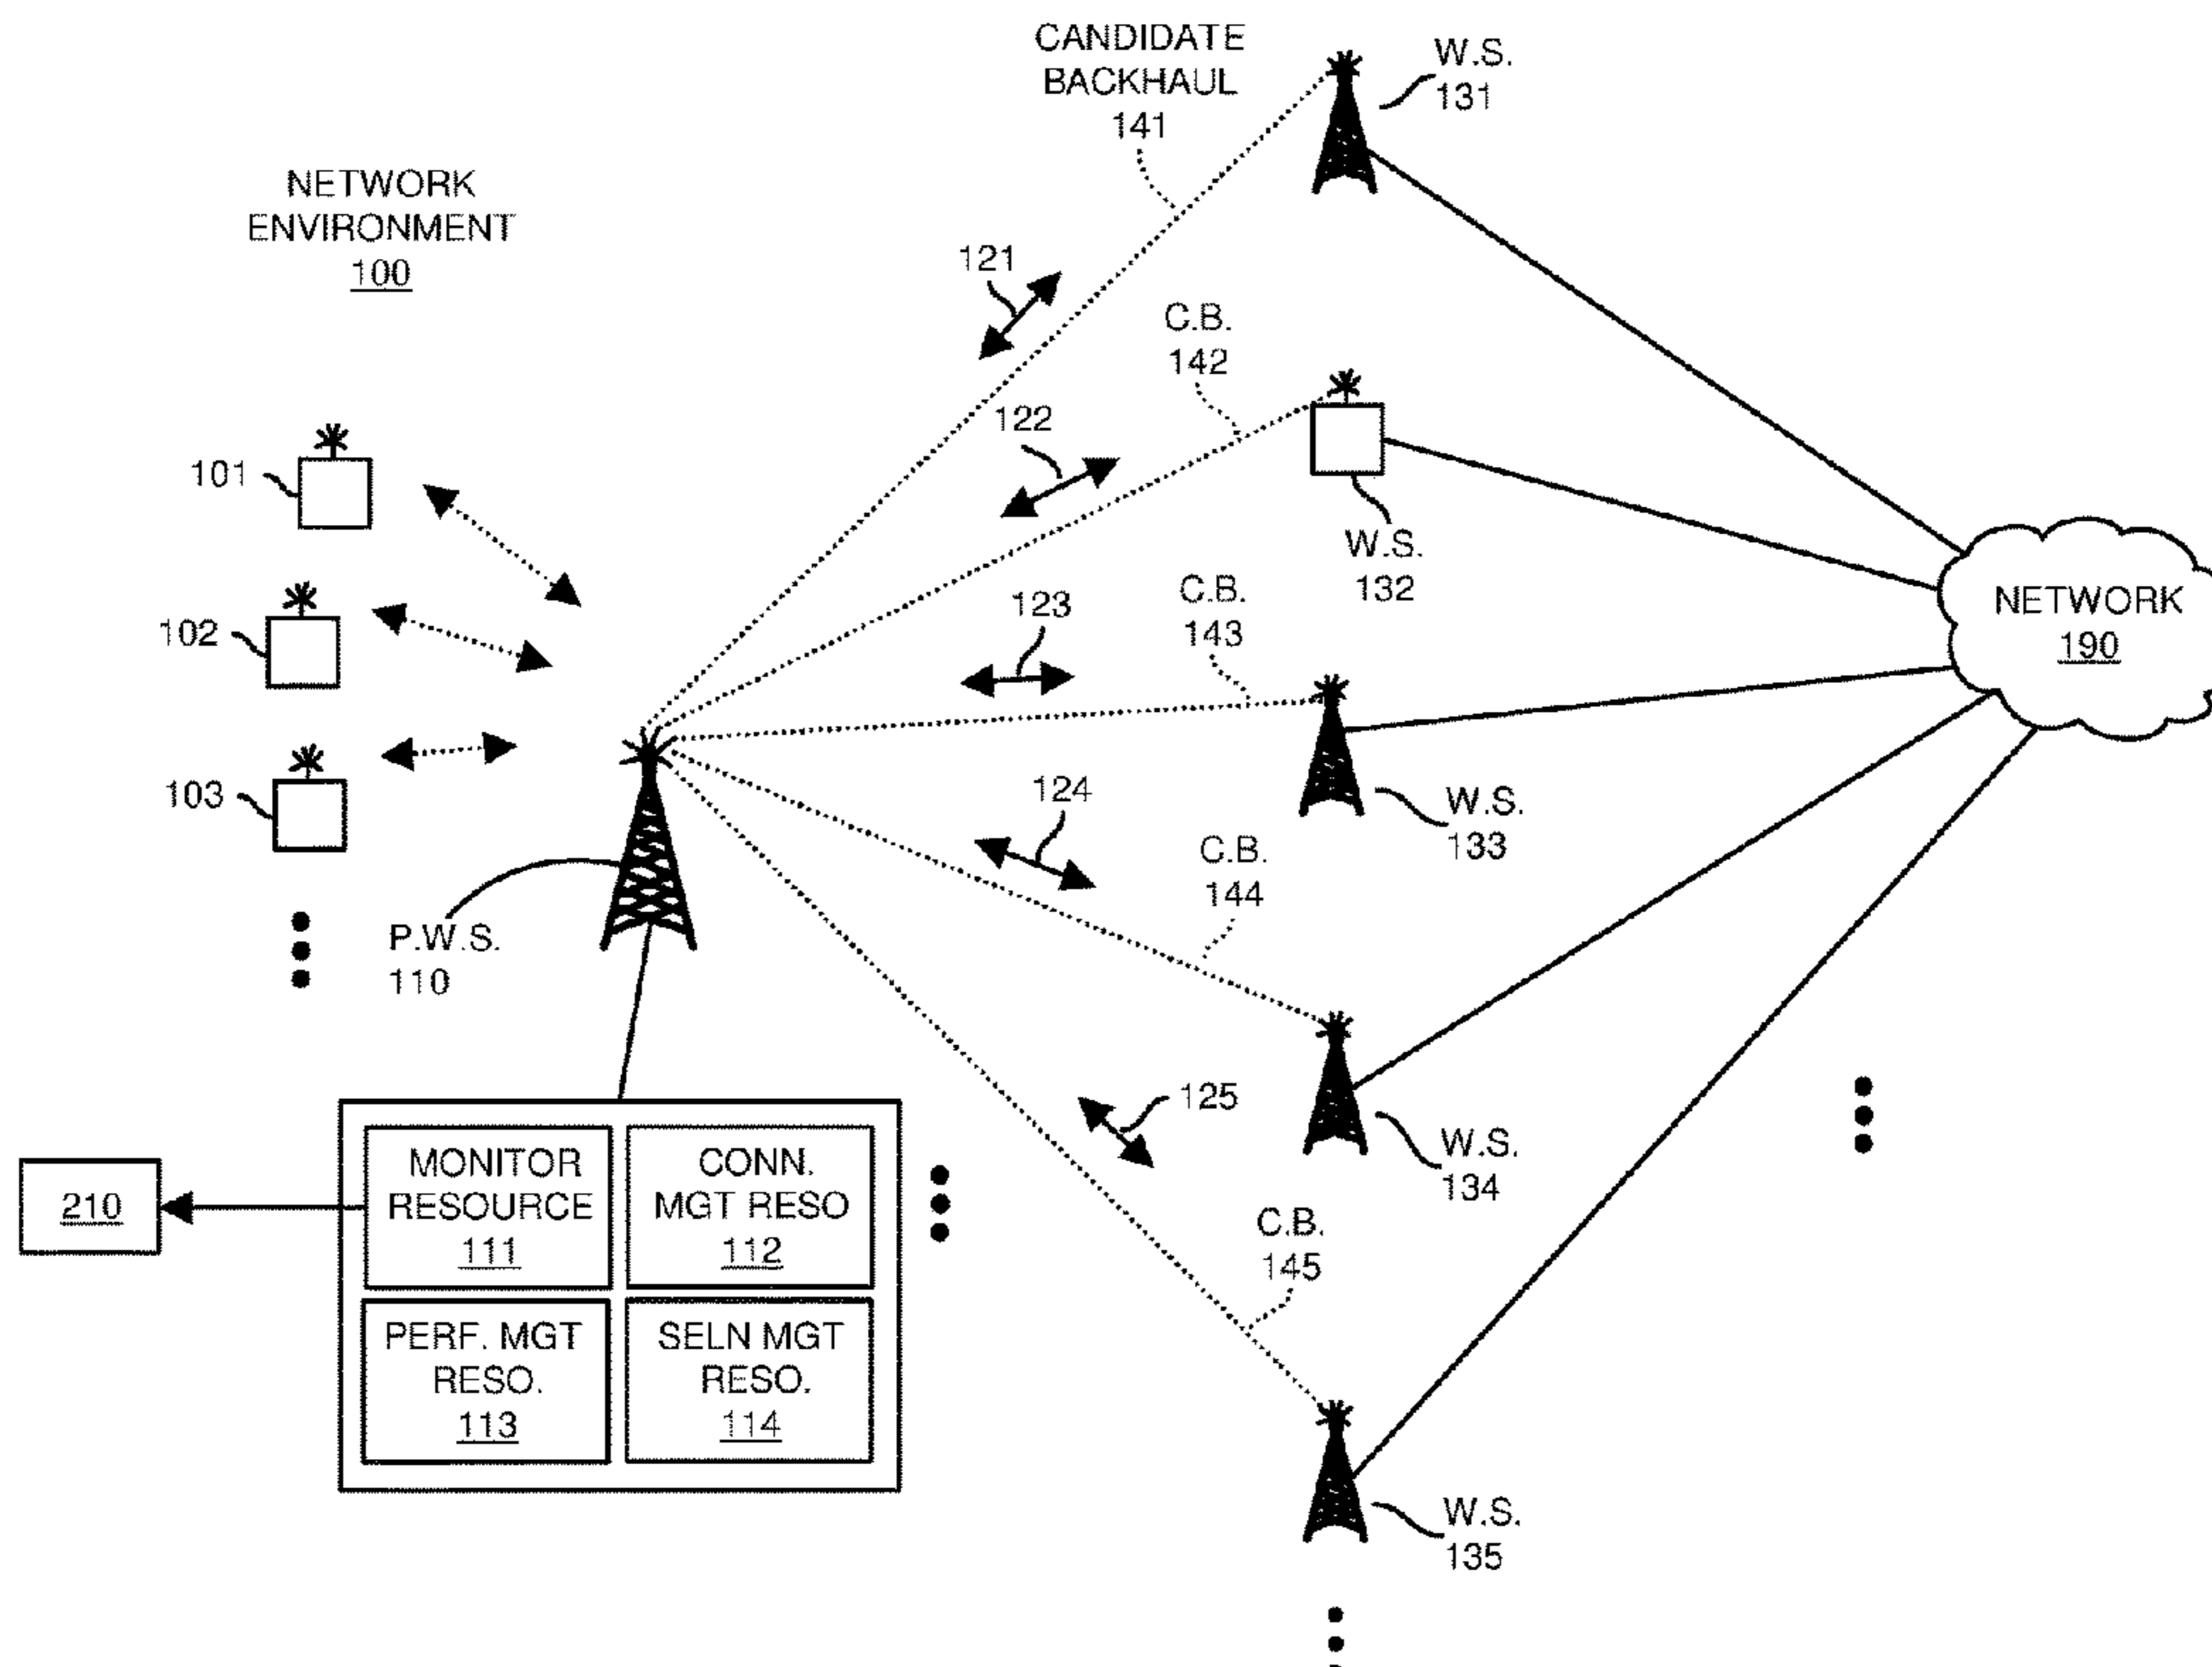 CANDIDATE
BACKHAUL
141
W.S.
131
NETWORK
ENVIRONMENT
100
121
C.B.
142
122
101
W.S.
132
C.B.
143
123
102
NETWORK
190
103
124
C.B.
144
W.S.
133
P.W.S.
110
125
W.S.
134
MONITOR
RESOURCE
111
CONN.
MGT RESO
112
210
C.B.
145
PERF. MGT
RESO.
113
SELN MGT
RESO.
114
W.S.
135